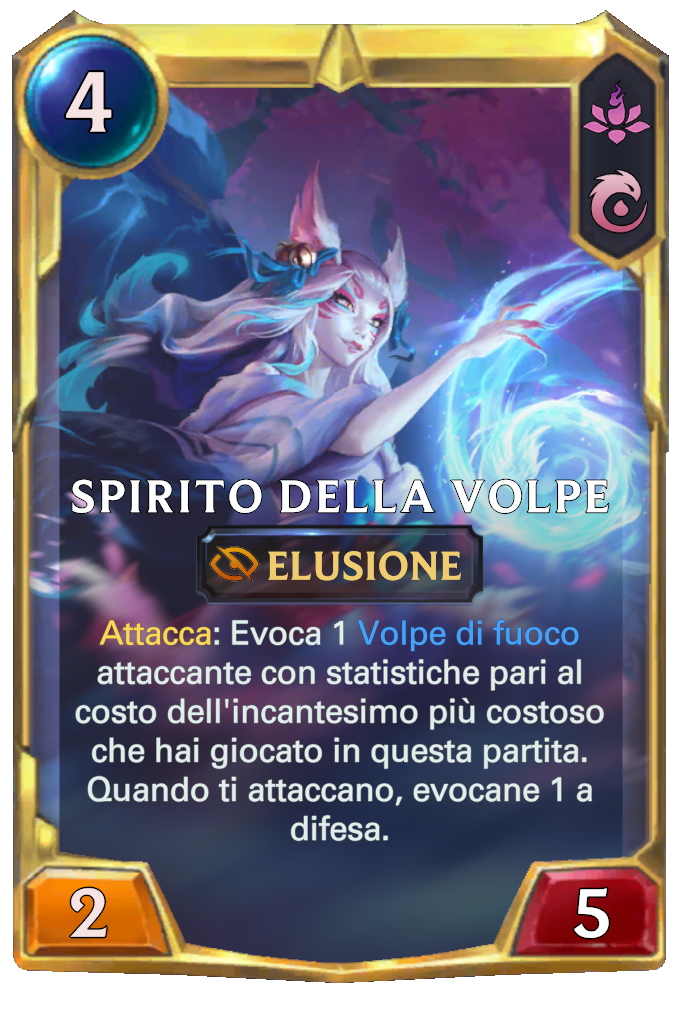 4
SPIRITO DELLA VOLPE
ELUSIONE
Attacca: Evoca 1 Volpe di fuoco
attaccante con statistiche pari al
costo dell'incantesimo più costoso
che hai giocato in questa partita.
Quando ti attaccano, evocane 1 a
difesa.
2
5